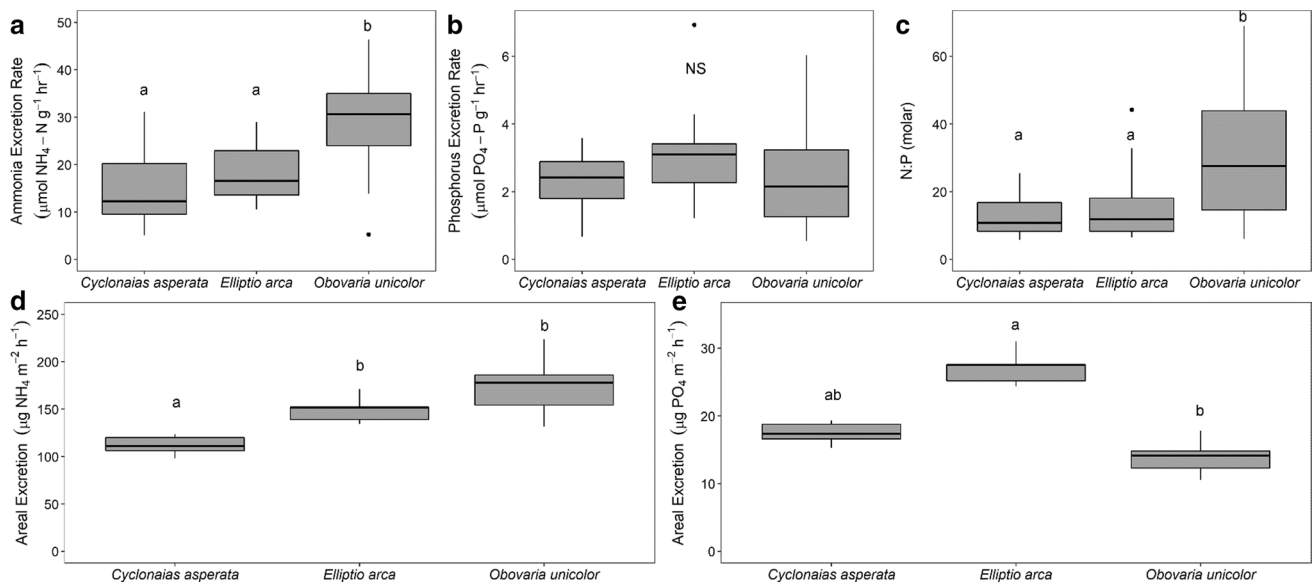 a
Ammonia Excretion Rate
(μmol NH₄ – N g⁻¹ hr⁻¹)
50
40
30
20
10
0
a
a
b
Cyclonaias asperata
Elliptio arca
Obovaria unicolor
b
Phosphorus Excretion Rate
(μmol PO₄ – P g⁻¹ hr⁻¹)
6
4
2
0
NS
Cyclonaias asperata
Elliptio arca
Obovaria unicolor
c
N:P (molar)
60
40
20
0
a
a
b
Cyclonaias asperata
Elliptio arca
Obovaria unicolor
d
Areal Excretion (μg NH₄ m⁻² h⁻¹)
250
200
150
100
50
0
a
b
b
Cyclonaias asperata
Elliptio arca
Obovaria unicolor
e
Areal Excretion (μg PO₄ m⁻² h⁻¹)
30
20
10
0
ab
a
b
Cyclonaias asperata
Elliptio arca
Obovaria unicolor